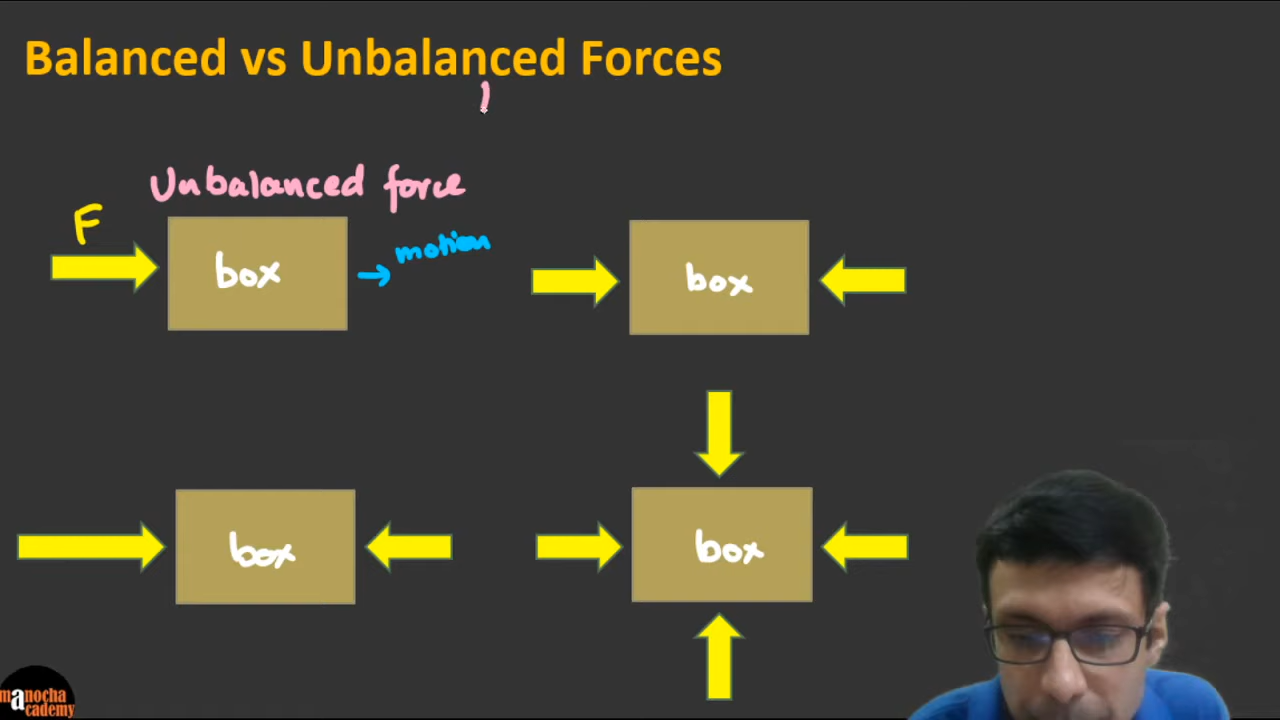 Balanced vs Unbalanced Forces
Unbalanced force
F
box
motion
box
box
box
manocha
academy